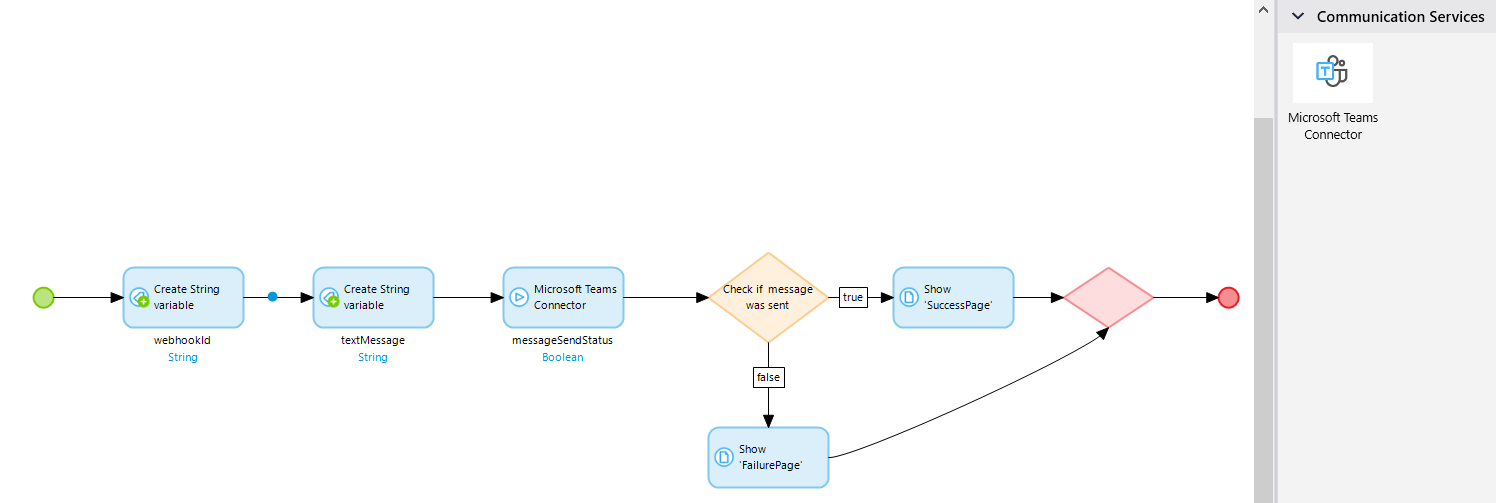 Communication Services
Microsoft Teams
Connector
Create String
variable
webhookId
String
Create String
variable
textMessage
String
Microsoft Teams
Connector
messageSendStatus
Boolean
Check if message
was sent
true
Show
'SuccessPage'
false
Show
'FailurePage'